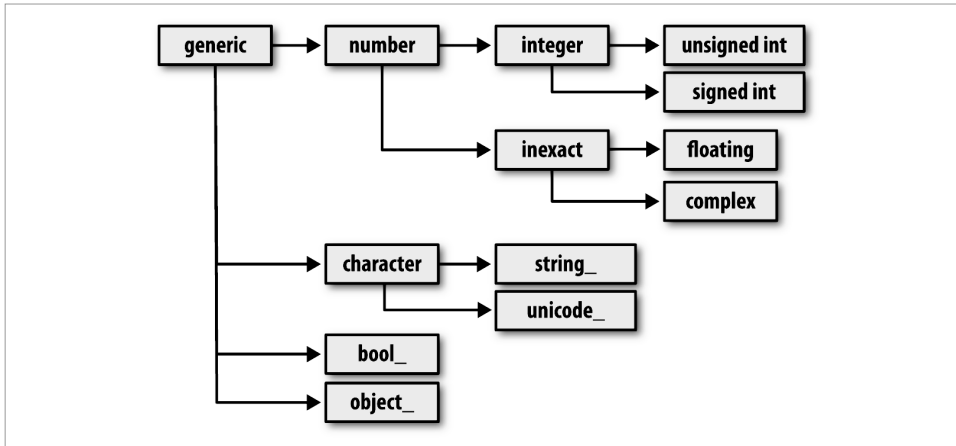 generic
number
integer
unsigned int
signed int
inexact
floating
complex
character
string_
unicode_
bool_
object_